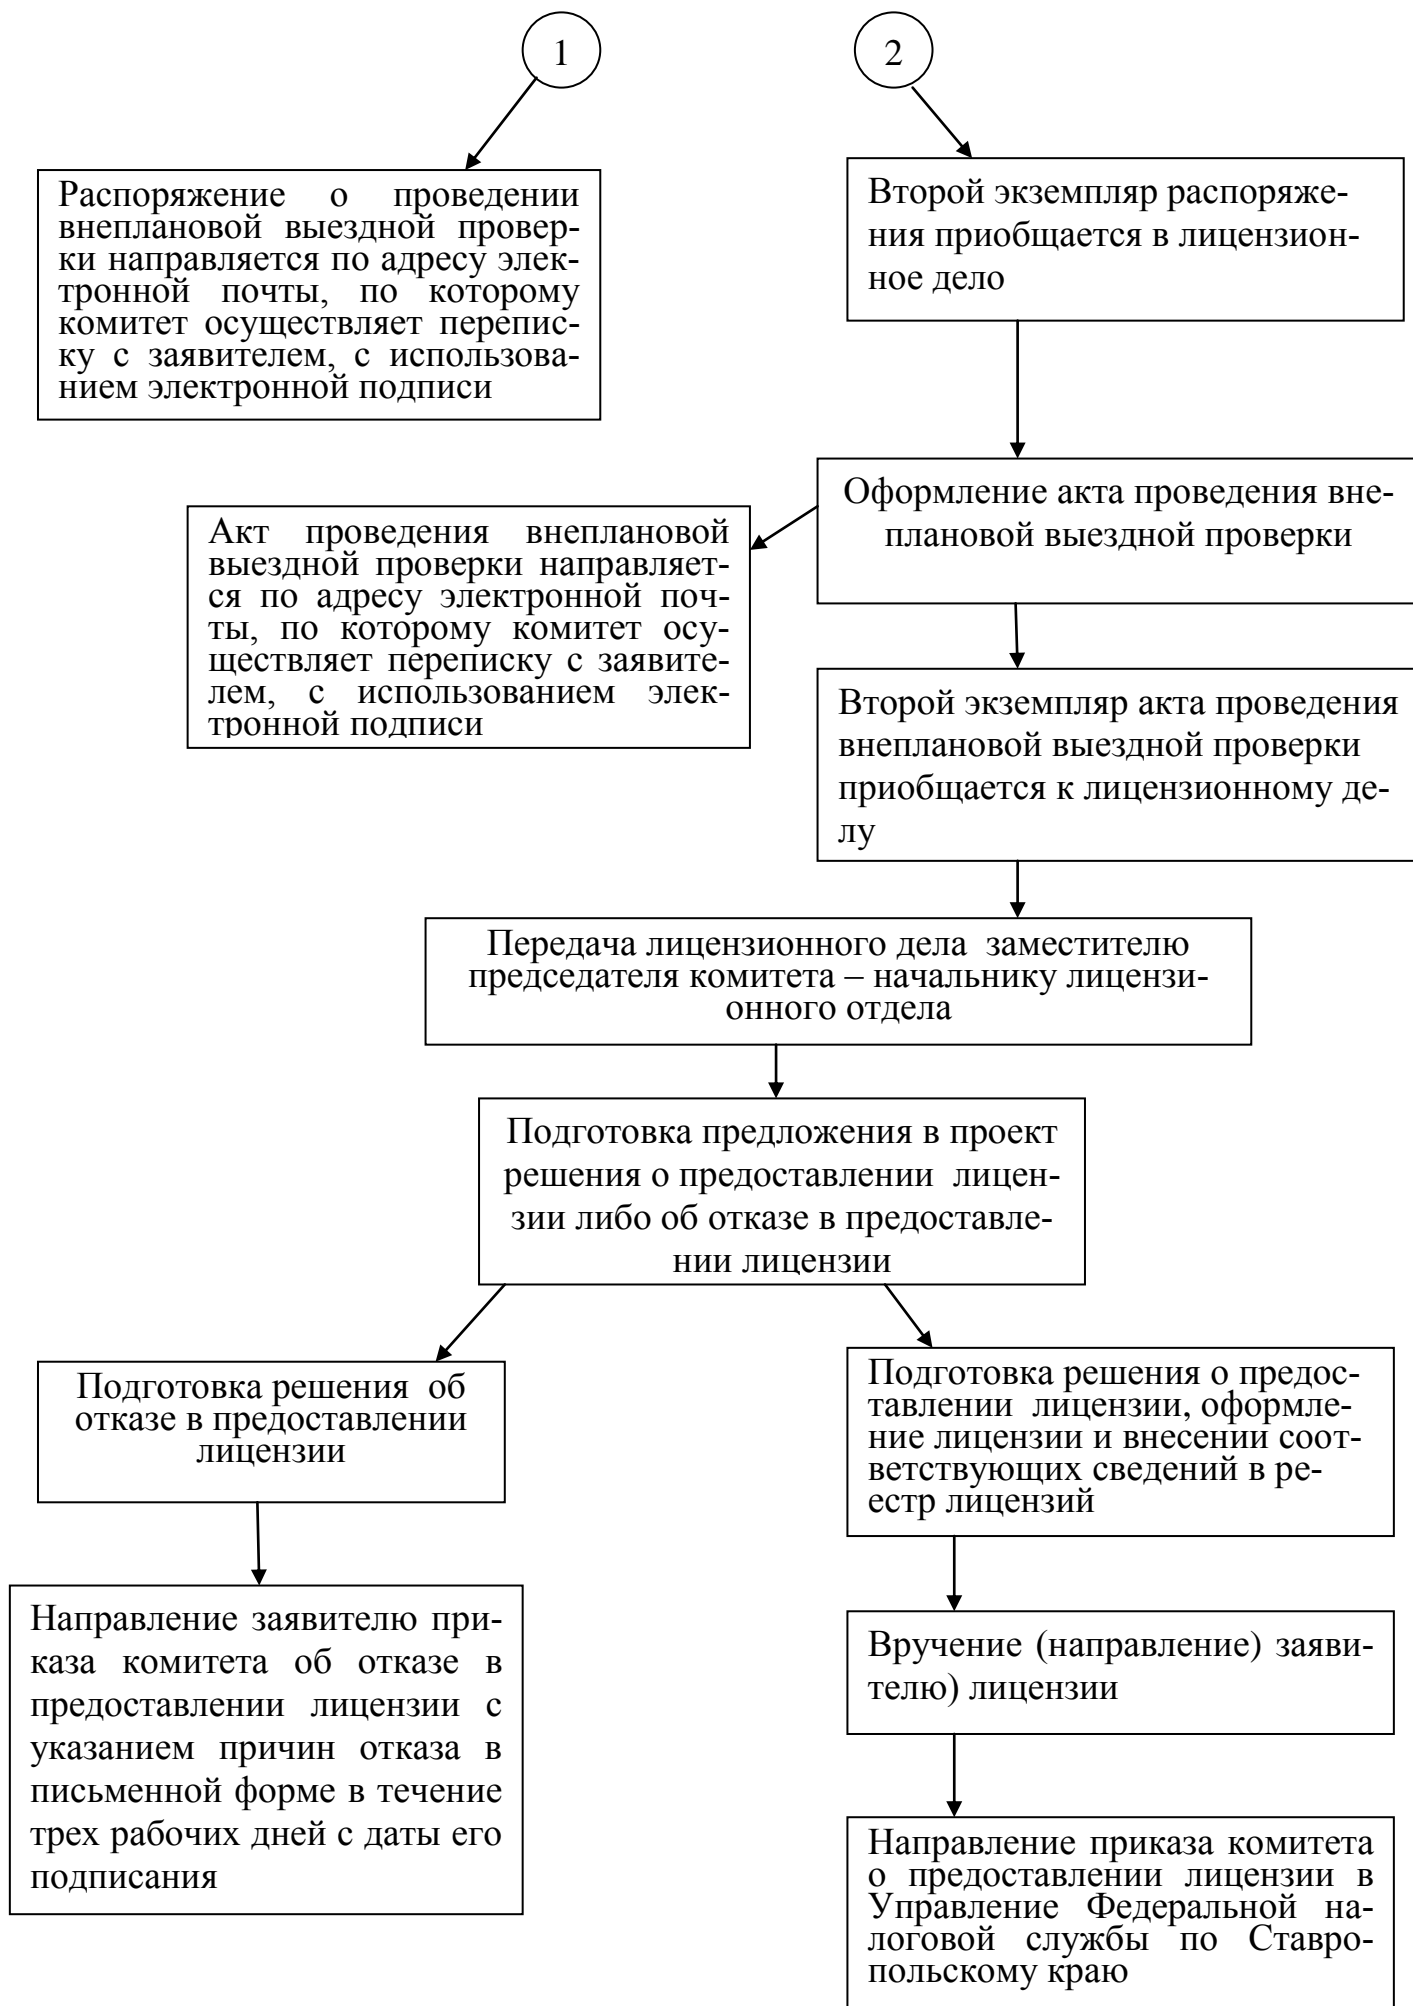 1
2
Распоряжение о проведении
внеплановой выездной провер-
ки направляется по адресу элек-
тронной почты, по которому
комитет осуществляет перепис-
ку с заявителем, с использова-
нием электронной подписи
Второй экземпляр распоряже-
ния приобщается в лицензион-
ное дело
Оформление акта проведения вне-
плановой выездной проверки
Акт проведения внеплановой
выездной проверки направляет-
ся по адресу электронной поч-
ты, по которому комитет осу-
ществляет переписку с заявите-
лем, с использованием элек-
тронной подписи
Второй экземпляр акта проведения
внеплановой выездной проверки
приобщается к лицензионному де-
лу
Передача лицензионного дела заместителю
председателя комитета – начальнику лицензи-
онного отдела
Подготовка предложения в проект
решения о предоставлении лицен-
зии либо об отказе в предоставле-
нии лицензии
Подготовка решения об
отказе в предоставлении
лицензии
Подготовка решения о предос-
тавлении лицензии, оформле-
ние лицензии и внесении соот-
ветствующих сведений в ре-
естр лицензий
Направление заявителю при-
каза комитета об отказе в
предоставлении лицензии с
указанием причин отказа в
письменной форме в течение
трех рабочих дней с даты его
подписания
Вручение (направление) заяви-
телю) лицензии
Направление приказа комитета
о предоставлении лицензии в
Управление Федеральной на-
логовой службы по Ставро-
польскому краю